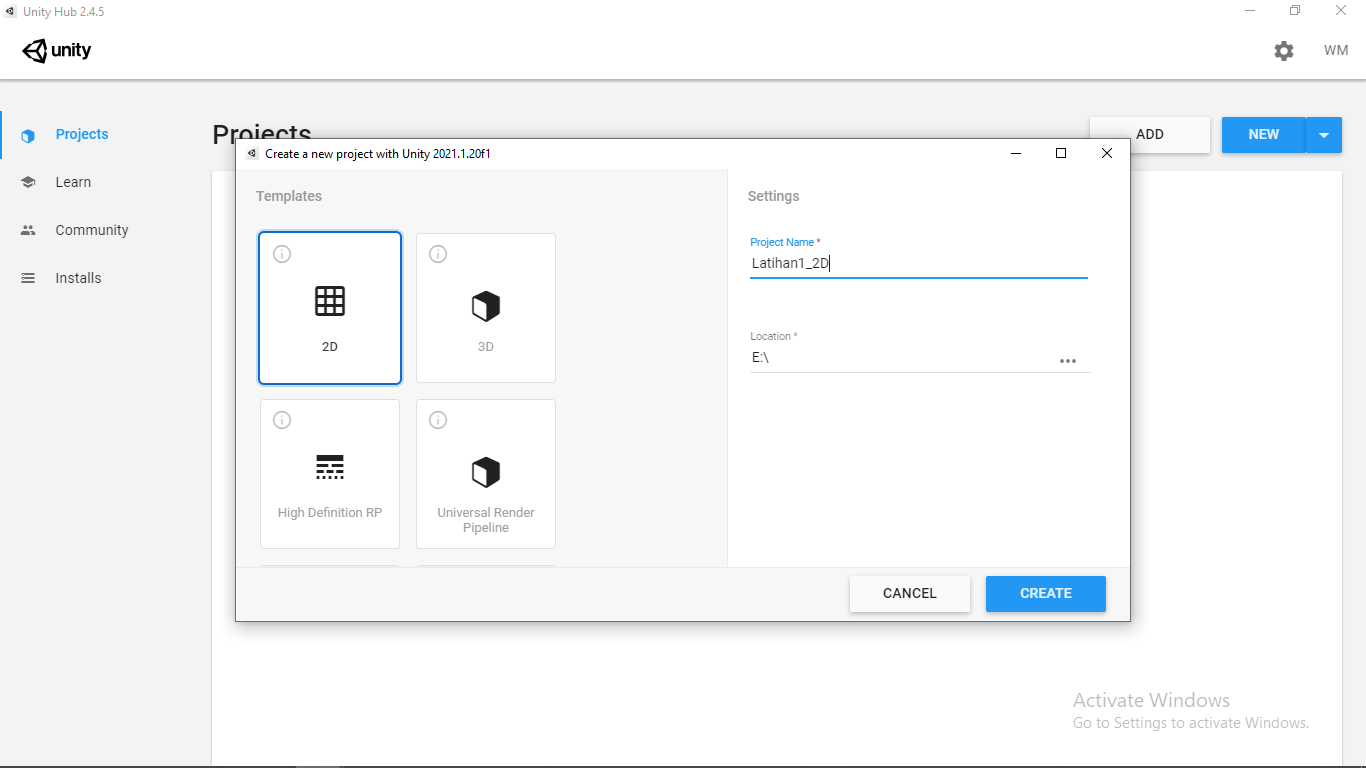 Unity Hub 2.4.5
unity
WM
Projects
Learn
Community
Installs
Projects
ADD
NEW
Create a new project with Unity 2021.1.20f1
Templates
2D
3D
High Definition RP
Universal Render
Pipeline
Settings
Project Name *
Latihan1_2D
Location *
E:\
...
CANCEL
CREATE
Activate Windows
Go to Settings to activate Windows.